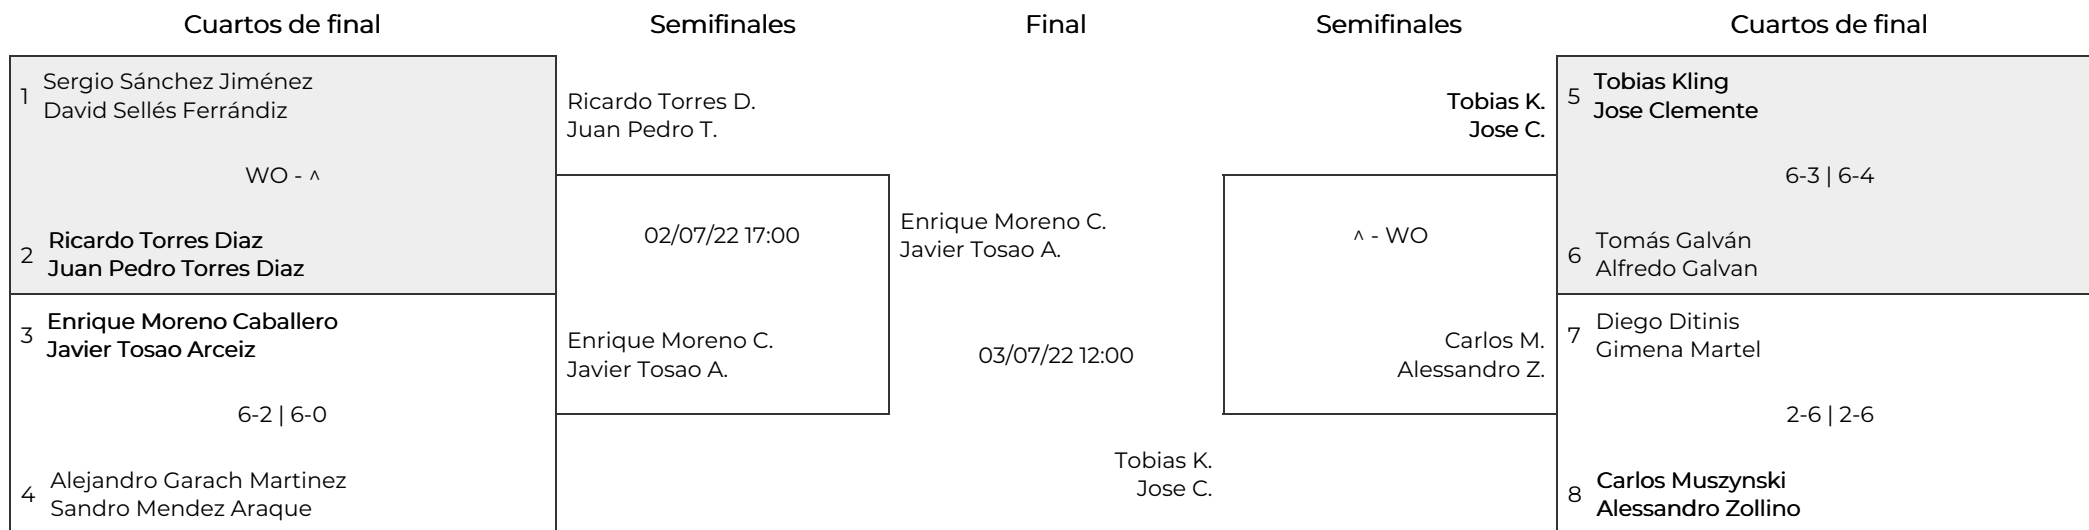 Cuartos de final
Semifinales
Final
Semifinales
Cuartos de final
1
Sergio Sánchez Jiménez
David Sellés Ferrándiz
WO - ^
2
Ricardo Torres Diaz
Juan Pedro Torres Diaz
3
Enrique Moreno Caballero
Javier Tosao Arceiz
6-2 | 6-0
4
Alejandro Garach Martinez
Sandro Mendez Araque
Ricardo Torres D.
Juan Pedro T.
02/07/22 17:00
Enrique Moreno C.
Javier Tosao A.
Enrique Moreno C.
Javier Tosao A.
03/07/22 12:00
Tobias K.
Jose C.
Tobias K.
Jose C.
^ - WO
Carlos M.
Alessandro Z.
5
Tobias Kling
Jose Clemente
6-3 | 6-4
6
Tomás Galván
Alfredo Galvan
7
Diego Ditinis
Gimena Martel
2-6 | 2-6
8
Carlos Muszynski
Alessandro Zollino